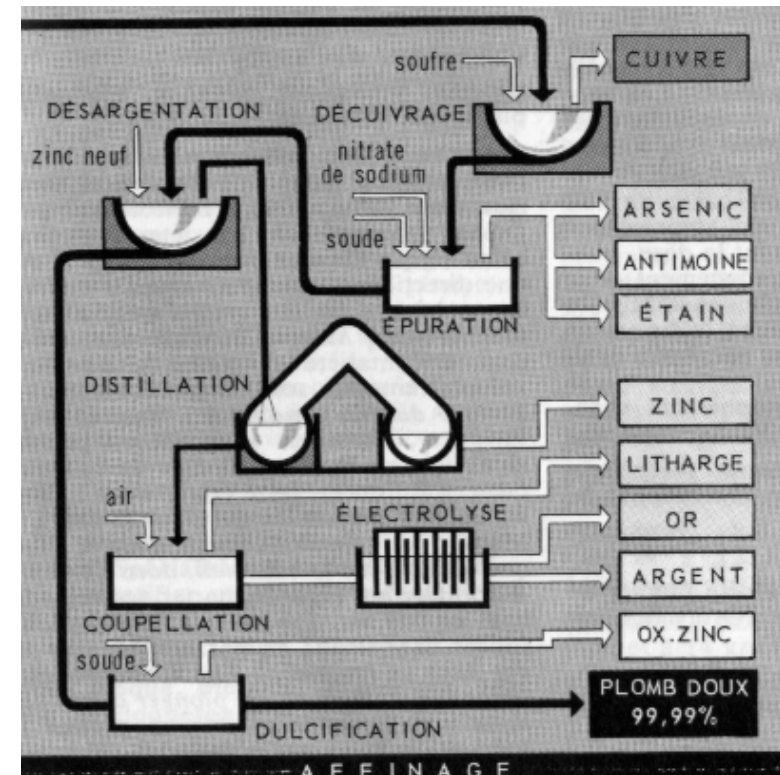 soufre
CUIVRE
DÉSARGENTATION
DÉCUIVRAGE
zinc neuf
nitrate
de sodium
soude
ARSENIC
ANTIMOINE
ÉTAIN
ÉPURATION
DISTILLATION
ZINC
LITHARGE
air
ÉLECTROLYSE
OR
ARGENT
COUPELLATION
OX.ZINC
soude
PLOMB DOUX
99,99%
DULCIFICATION
AFFINAGE